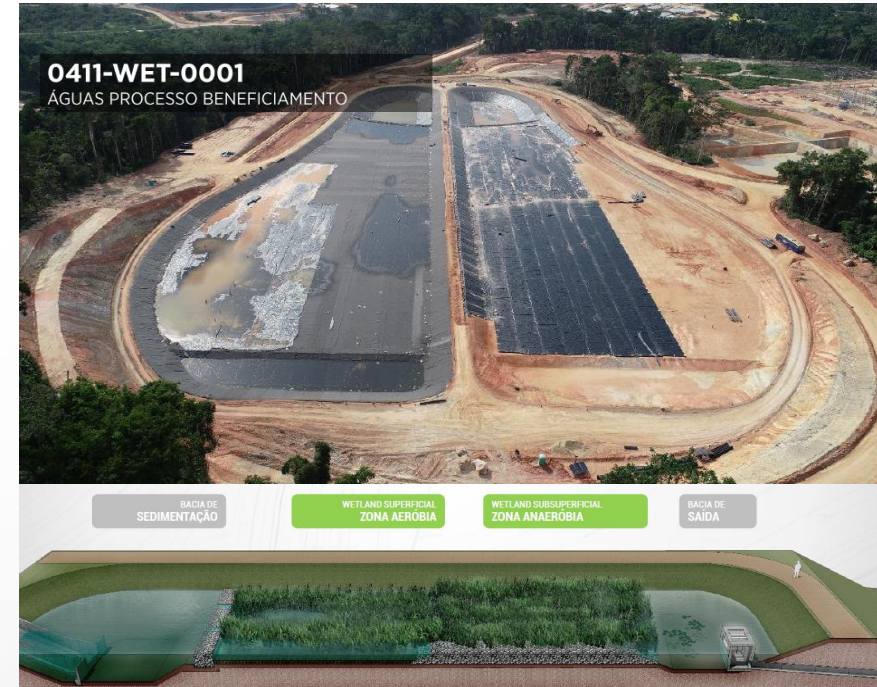 0411-WET-0001
ÁGUAS PROCESSO BENEFICIAMENTO
BACIA DE
SEDIMENTAÇÃO
WETLAND SUPERFICIAL
ZONA AERÓBIA
WETLAND SUBSUPERFICIAL
ZONA ANAERÓBIA
BACIA DE
SAÍDA